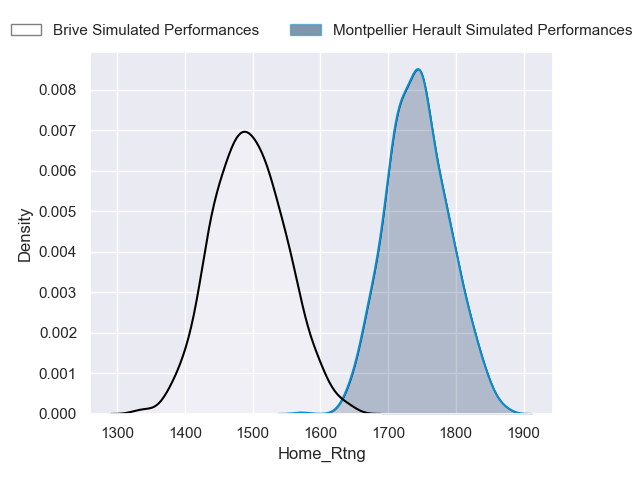 Brive Simulated Performances
Montpellier Herault Simulated Performances
0.008
0.007
0.006
0.005
0.004
0.003
0.002
0.001
0.000
Density
1300 1400 1500 1600 1700 1800 1900
Home_Rtng